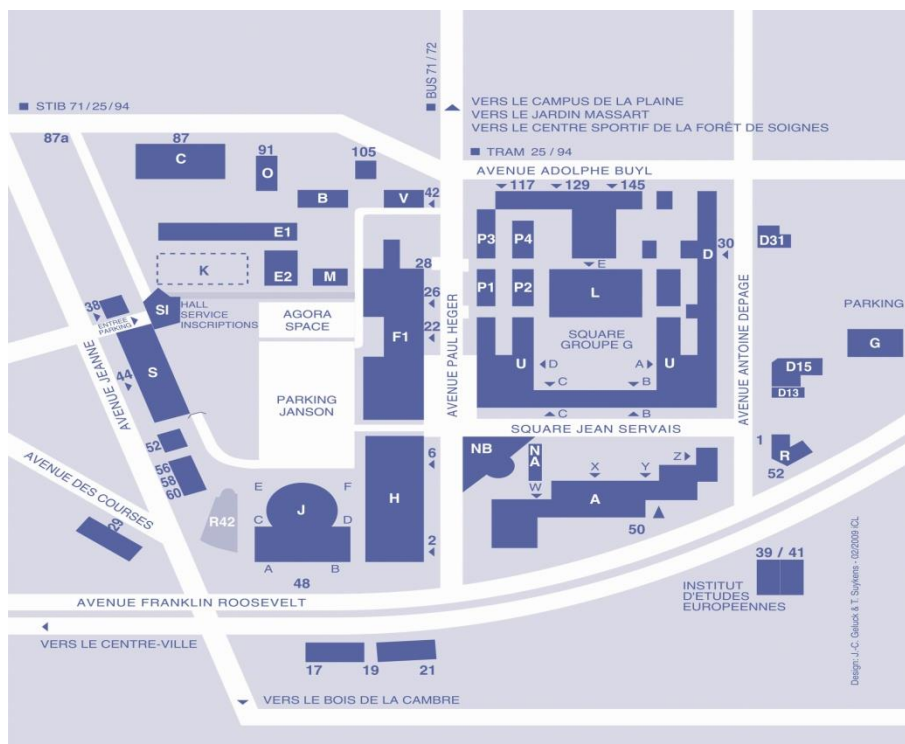 BUS 71 / 72
STIB 71 / 25 / 94
VERS LE CAMPUS DE LA PLAINE
VERS LE JARDIN MASSART
VERS LE CENTRE SPORTIF DE LA FORÊT DE SOIGNES
87a
87
91
105
TRAM 25 / 94
AVENUE ADOLPHE BUYL
C
O
B
V
42
117
129
145
E1
P3
P4
D
30
D31
K
E2
M
28
E
SI
HALL
SERVICE
INSCRIPTIONS
38
ENTREE
PARKING
26
P1
P2
L
PARKING
AGORA
SPACE
F1
22
SQUARE
GROUPE G
G
AVENUE JEANNE
44
S
AVENUE PAUL HEGER
U
D
A
U
C
B
AVENUE ANTOINE DEPAGE
D15
D13
PARKING
JANSON
C
B
SQUARE JEAN SERVAIS
52
56
58
60
6
NB
N
A
X
Y
Z
1
R
52
AVENUE DES COURSES
29
R42
E
F
J
C
D
H
W
A
50
A
B
48
2
39 / 41
INSTITUT
D'ETUDES
EUROPEENNES
AVENUE FRANKLIN ROOSEVELT
VERS LE CENTRE-VILLE
17
19
21
VERS LE BOIS DE LA CAMBRE
Design: J.-C. Geluck & T. Suykens - 02/2009 iCL